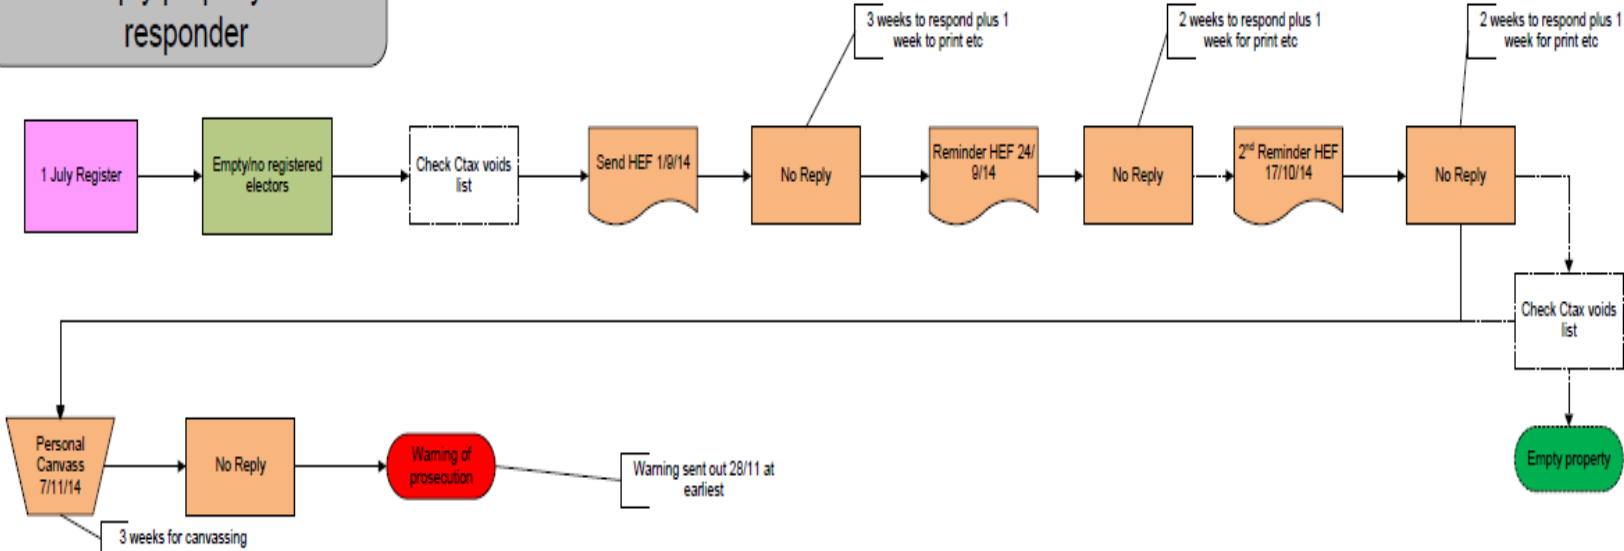 responder
3 weeks to respond plus 1
week to print etc
2 weeks to respond plus 1
week for print etc
2 weeks to respond plus 1
week for print etc
1 July Register
Empty/no registered
electors
Check Ctax voids
list
Send HEF 1/9/14
No Reply
Reminder HEF 24/
9/14
No Reply
2nd Reminder HEF
17/10/14
No Reply
Check Ctax voids
list
Personal
Canvass
7/11/14
No Reply
Warning of
prosecution
Warning sent out 28/11 at
earliest
Empty property
3 weeks for canvassing